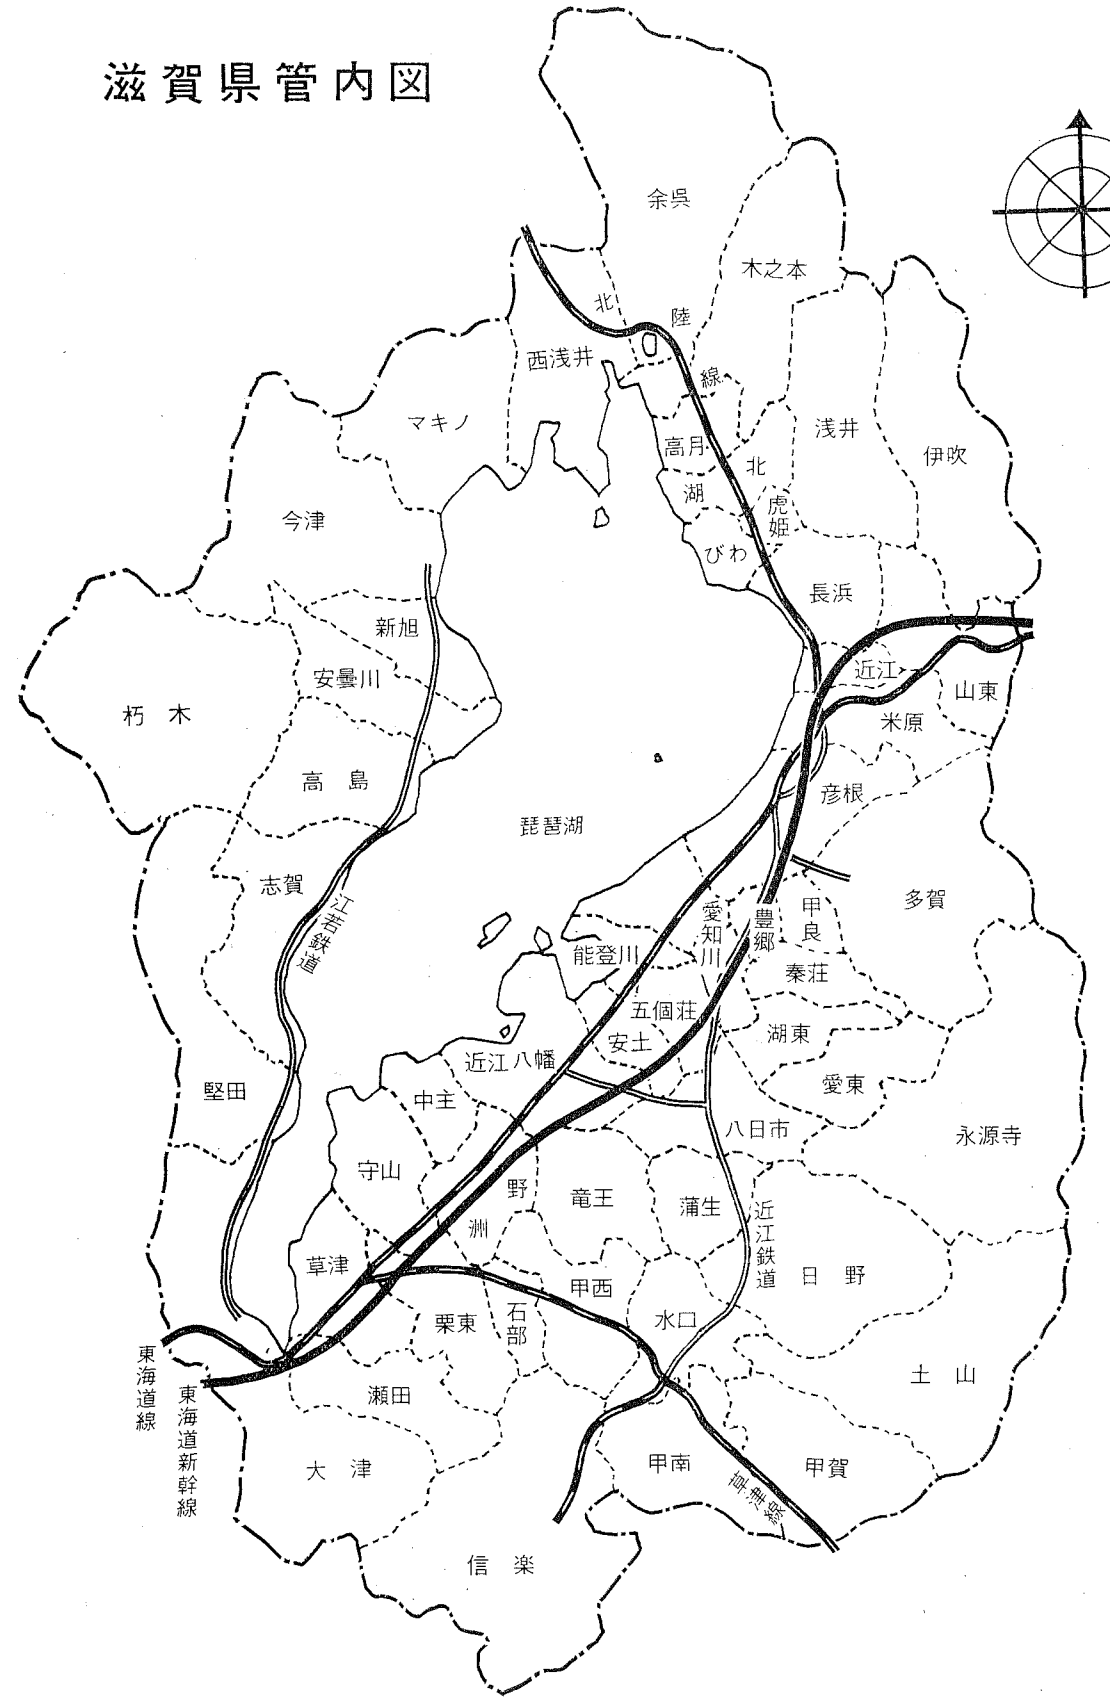 滋賀県管内図
余呉
木之本
北陸線
西浅井
マキノ
高月
浅井
伊吹
湖北
虎姫
今津
びわ
長浜
新旭
安曇川
近江
山東
朽木
米原
高島
彦根
琵琶湖
志賀
江若鉄道
愛知川
豊郷
甲良
多賀
能登川
秦荘
五個荘
湖東
安土
近江八幡
愛東
堅田
中主
八日市
永源寺
守山
野洲
竜王
蒲生
近江鉄道
草津
日野
甲西
栗東
石部
水口
東海道線
東海道新幹線
瀬田
土山
大津
甲南
甲賀
草津線
信楽